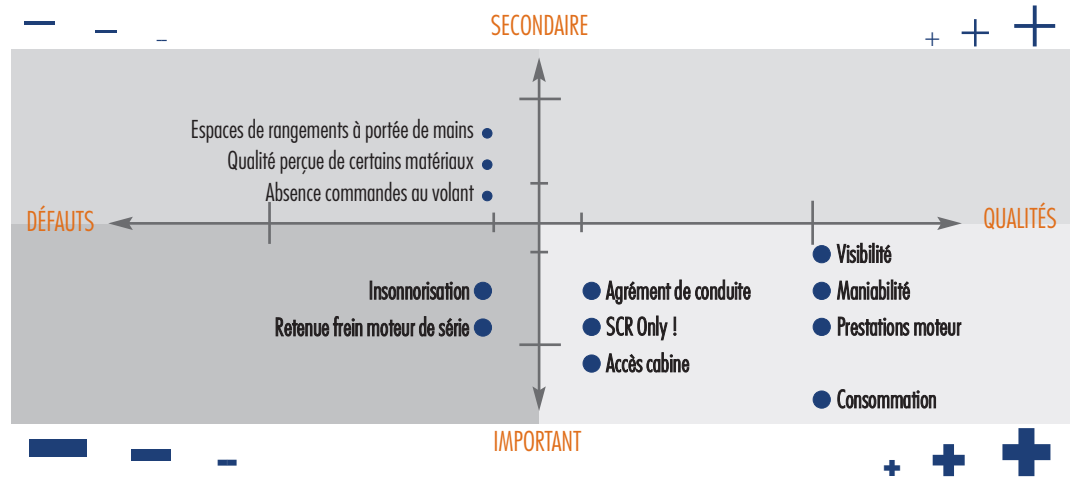 SECONDAIRE
Espaces de rangements à portée de mains
Qualité perçue de certains matériaux
Absence commandes au volant
DÉFAUTS
QUALITÉS
Visibilité
Insonnorisation
Agrément de conduite
Maniabilité
Retenue frein moteur de série
SCR Only !
Prestations moteur
Accès cabine
Consommation
IMPORTANT